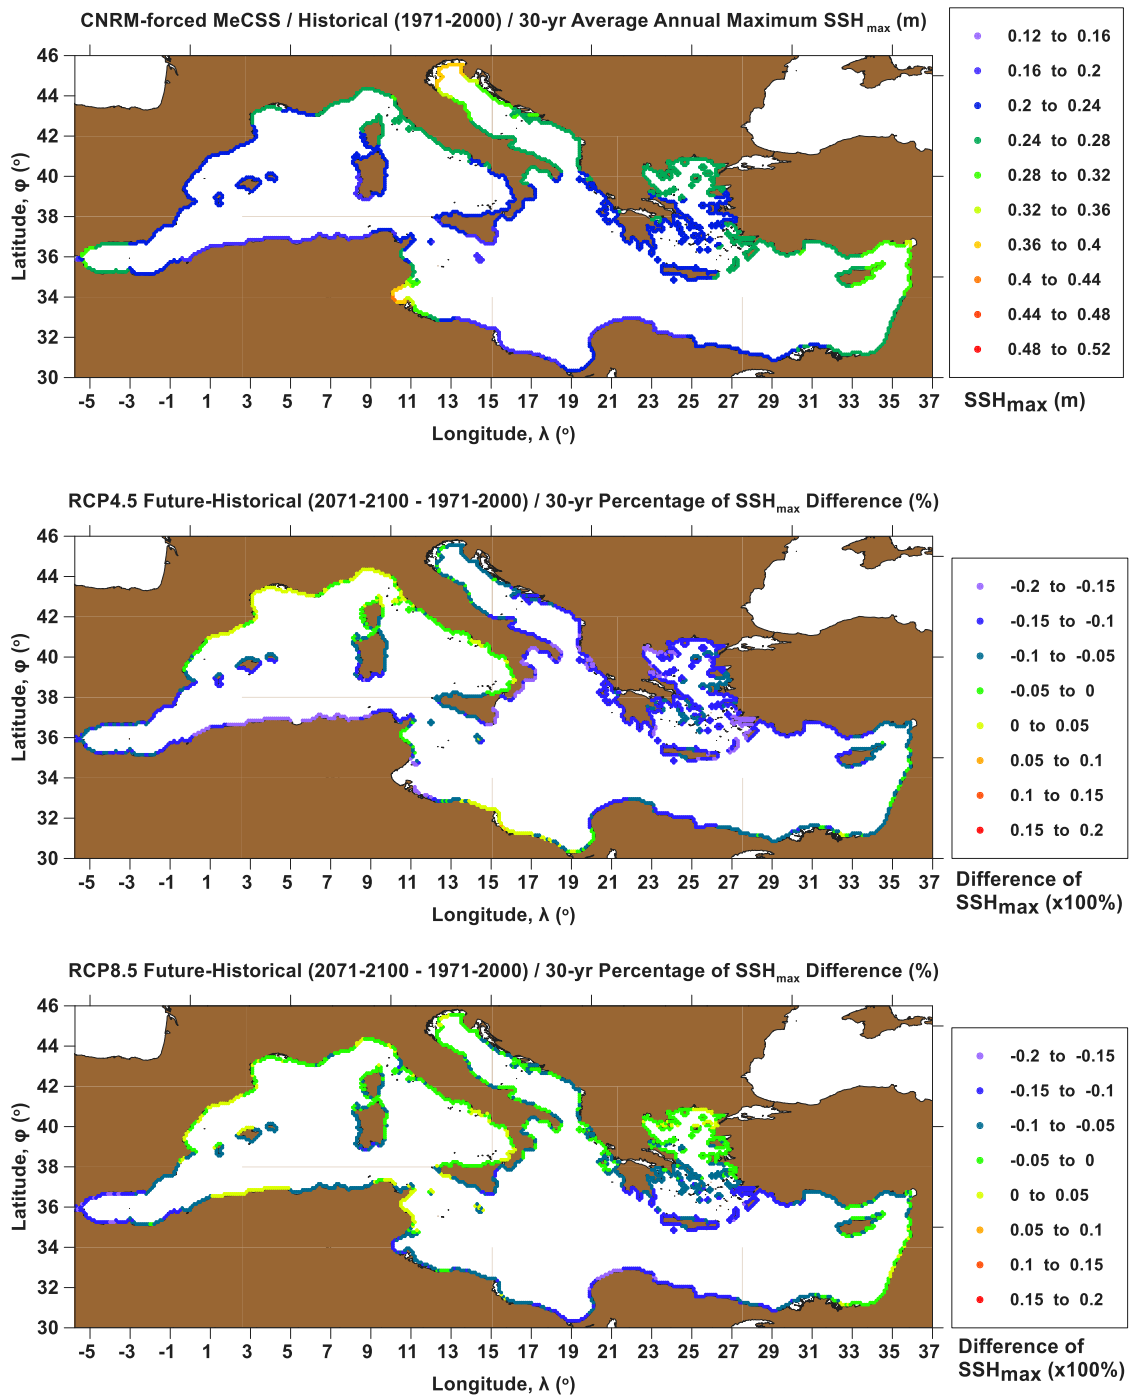 CNRM-forced MeCSS / Historical (1971-2000) / 30-yr Average Annual Maximum SSHmax (m)
46
44
42
40
38
36
34
32
30
Latitude, φ (o)
-5 -3 -1 1 3 5 7 9 11 13 15 17 19 21 23 25 27 29 31 33 35 37
Longitude, λ (o)
0.12 to 0.16
0.16 to 0.2
0.2 to 0.24
0.24 to 0.28
0.28 to 0.32
0.32 to 0.36
0.36 to 0.4
0.4 to 0.44
0.44 to 0.48
0.48 to 0.52
SSHmax (m)
RCP4.5 Future-Historical (2071-2100 - 1971-2000) / 30-yr Percentage of SSHmax Difference (%)
46
44
42
40
38
36
34
32
30
Latitude, φ (o)
-5 -3 -1 1 3 5 7 9 11 13 15 17 19 21 23 25 27 29 31 33 35 37
Longitude, λ (o)
-0.2 to -0.15
-0.15 to -0.1
-0.1 to -0.05
-0.05 to 0
0 to 0.05
0.05 to 0.1
0.1 to 0.15
0.15 to 0.2
Difference of
SSHmax (x100%)
RCP8.5 Future-Historical (2071-2100 - 1971-2000) / 30-yr Percentage of SSHmax Difference (%)
46
44
42
40
38
36
34
32
30
Latitude, φ (o)
-5 -3 -1 1 3 5 7 9 11 13 15 17 19 21 23 25 27 29 31 33 35 37
Longitude, λ (o)
-0.2 to -0.15
-0.15 to -0.1
-0.1 to -0.05
-0.05 to 0
0 to 0.05
0.05 to 0.1
0.1 to 0.15
0.15 to 0.2
Difference of
SSHmax (x100%)